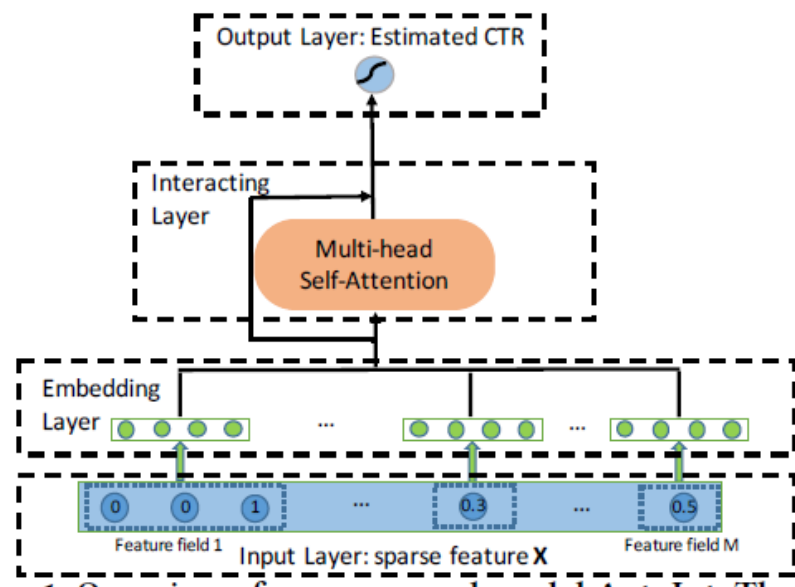 Output Layer: Estimated CTR
Interacting
Layer
Multi-head
Self-Attention
Embedding
Layer
... ...
0 0 1 ... 0.3 ... 0.5
Feature field 1 Feature field M
Input Layer: sparse feature X